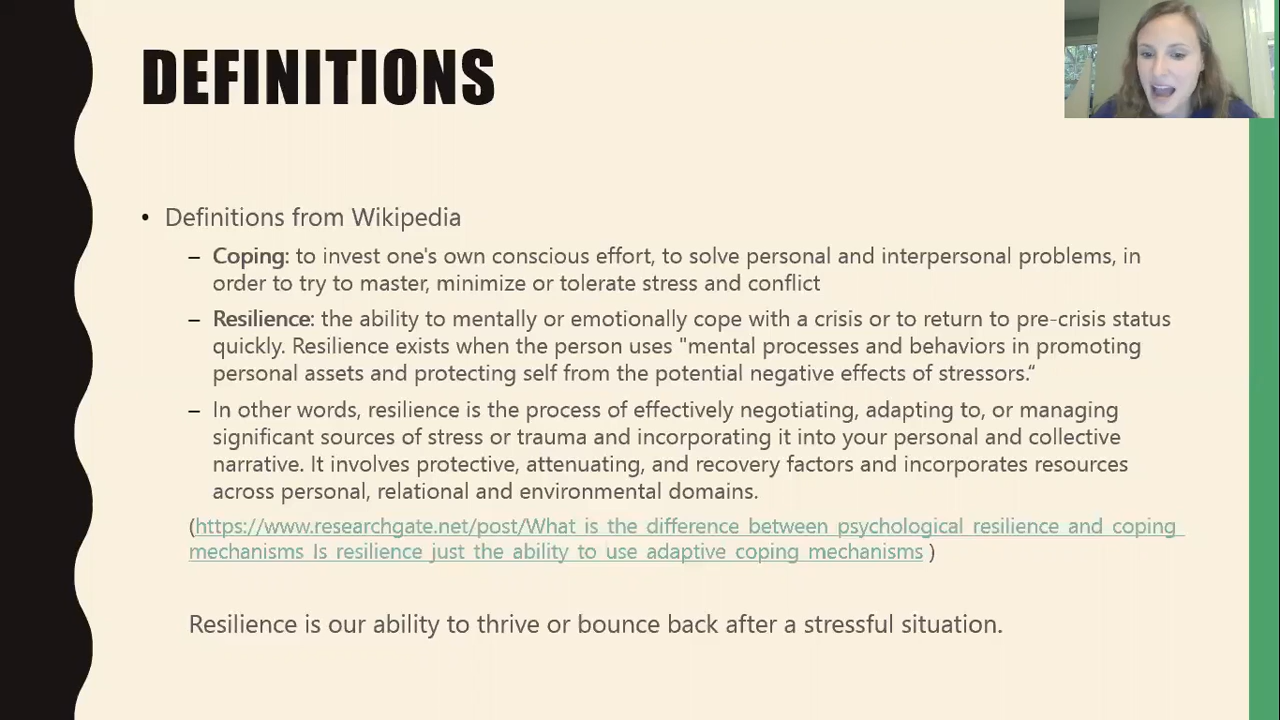 DEFINITIONS
• Definitions from Wikipedia
– Coping: to invest one's own conscious effort, to solve personal and interpersonal problems, in
order to try to master, minimize or tolerate stress and conflict
– Resilience: the ability to mentally or emotionally cope with a crisis or to return to pre-crisis status
quickly. Resilience exists when the person uses "mental processes and behaviors in promoting
personal assets and protecting self from the potential negative effects of stressors.“
– In other words, resilience is the process of effectively negotiating, adapting to, or managing
significant sources of stress or trauma and incorporating it into your personal and collective
narrative. It involves protective, attenuating, and recovery factors and incorporates resources
across personal, relational and environmental domains.
(https://www.researchgate.net/post/What_is_the_difference_between_psychological_resilience_and_coping_
mechanisms_Is_resilience_just_the_ability_to_use_adaptive_coping_mechanisms )
Resilience is our ability to thrive or bounce back after a stressful situation.